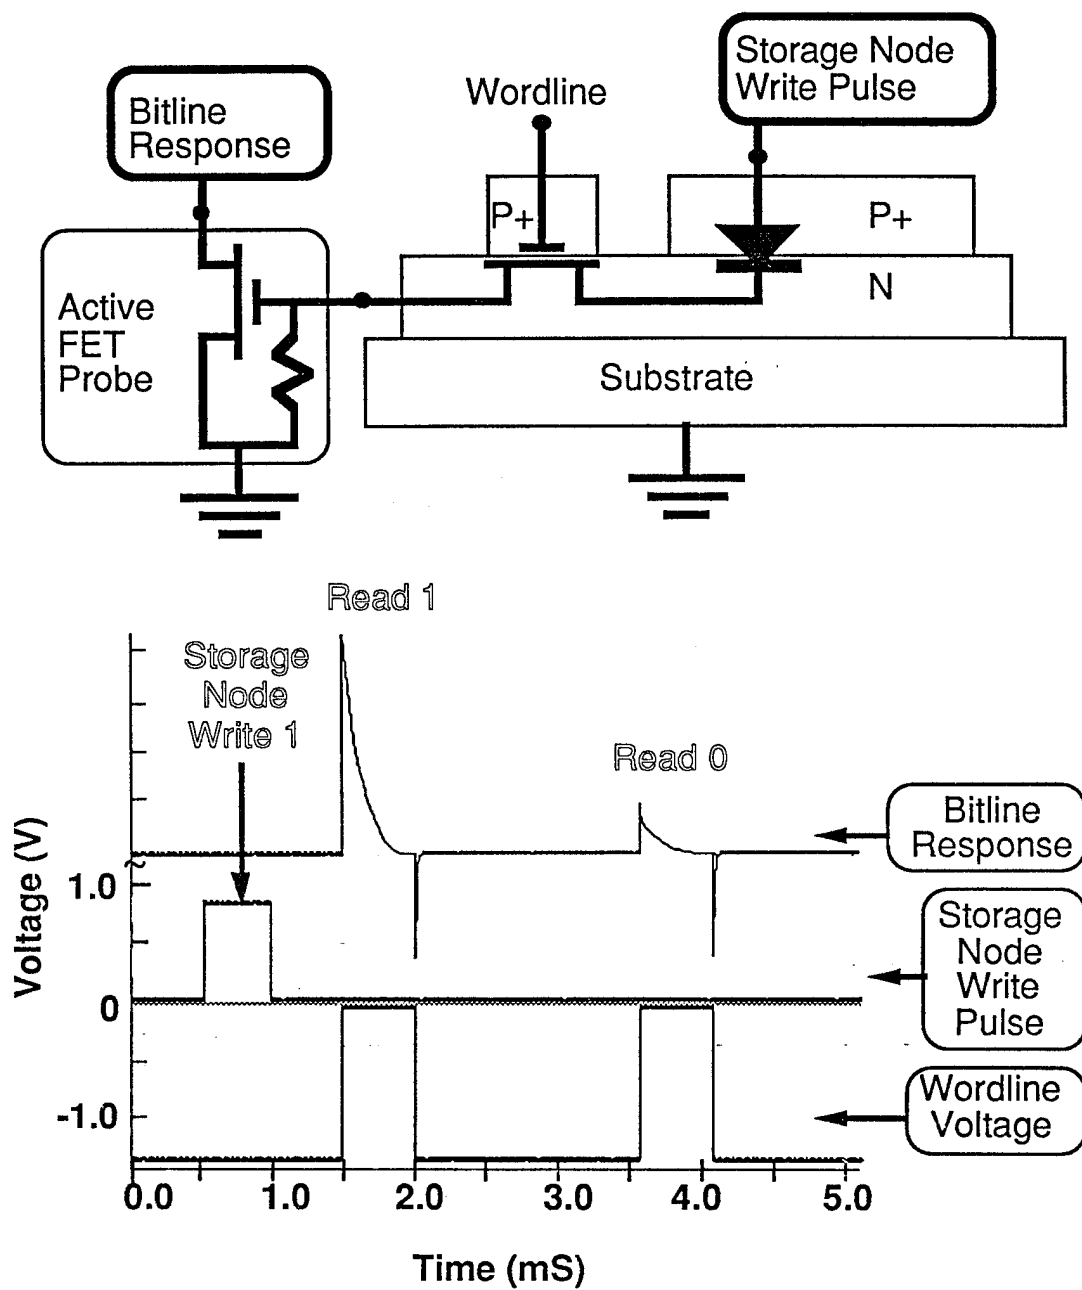 Storage Node
Write Pulse
Bitline
Response
Wordline
P+
P+
N
Active
FET
Probe
Substrate
Read 1
Storage
Node
Write 1
Read 0
Bitline
Response
Storage
Node
Write
Pulse
Wordline
Voltage
Voltage (V)
1.0
0
-1.0
0.0
1.0
2.0
3.0
4.0
5.0
Time (mS)